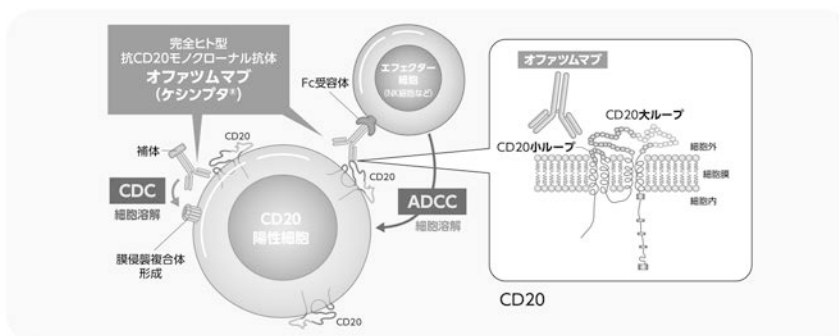 完全ヒト型
抗CD20モノクローナル抗体
オファツムマブ
(ケシンプタ®)
エフェクター
細胞
(NK細胞など)
Fc受容体
補体
CD20
CD20
CDC
細胞溶解
膜侵襲複合体
形成
CD20
陽性細胞
CD20
ADCC
細胞溶解
オファツムマブ
CD20大ループ
CD20小ループ
細胞外
細胞膜
細胞内
CD20